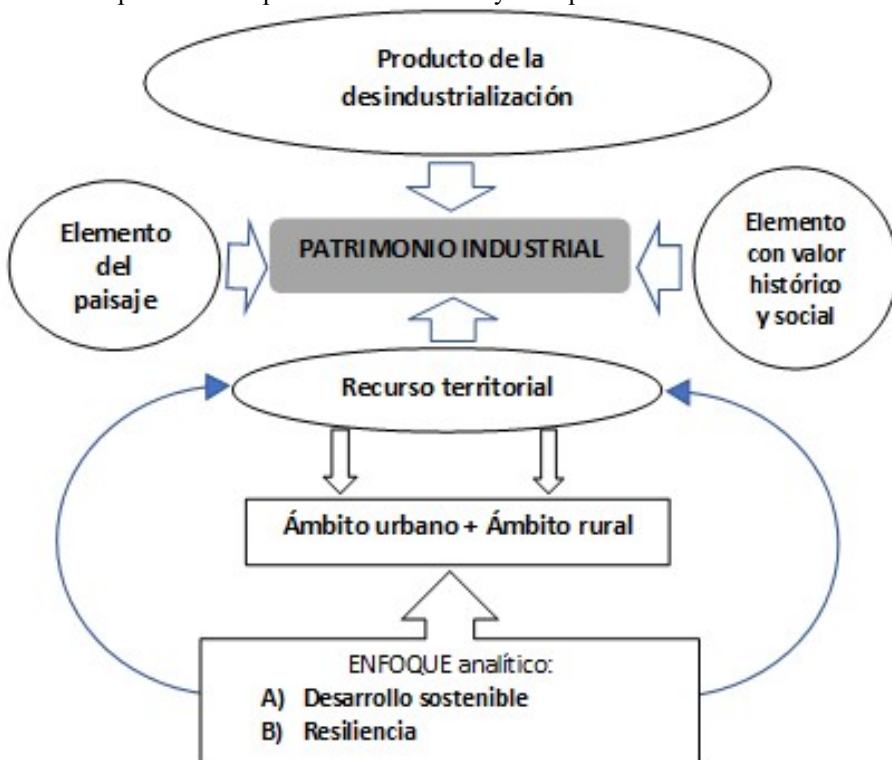 Producto de la
desindustrialización
Elemento
del
paisaje
PATRIMONIO INDUSTRIAL
Elemento
con valor
histórico
y social
Recurso territorial
Ámbito urbano + Ámbito rural
ENFOQUE analítico:
A) Desarrollo sostenible
B) Resiliencia